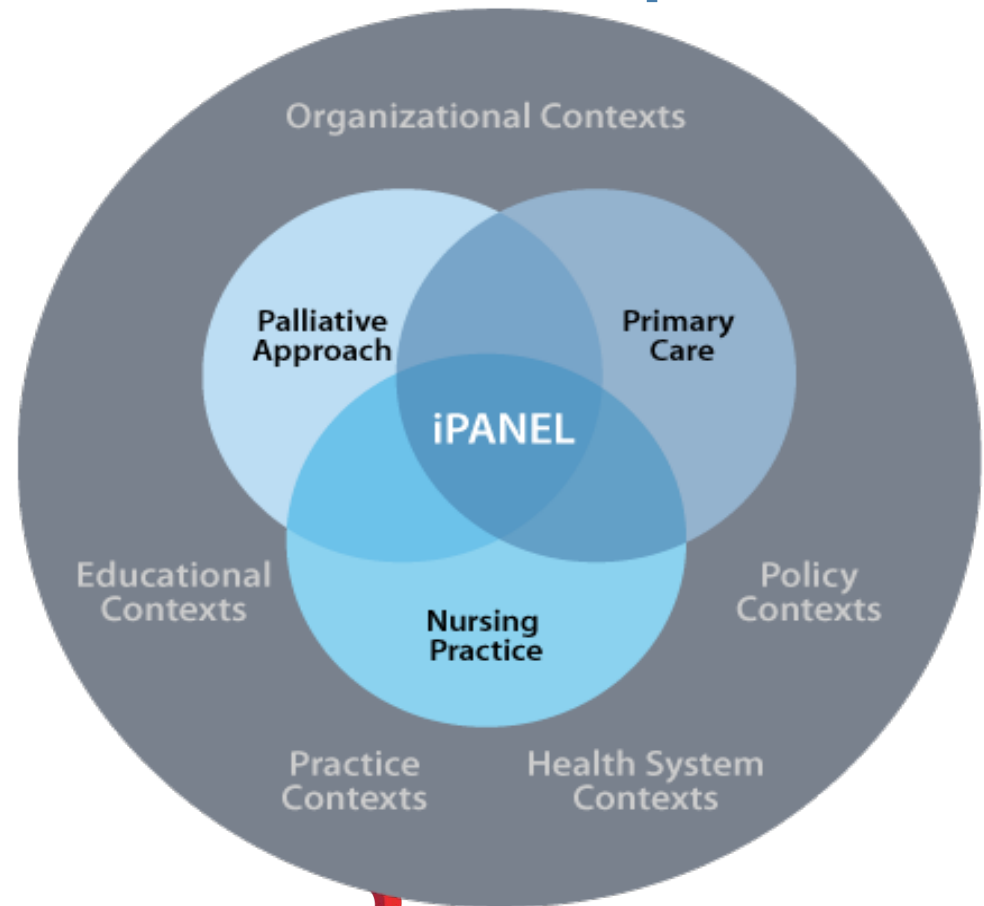 Organizational Contexts
Palliative
Approach
Primary
Care
iPANEL
Educational
Contexts
Policy
Contexts
Nursing
Practice
Practice
Contexts
Health System
Contexts